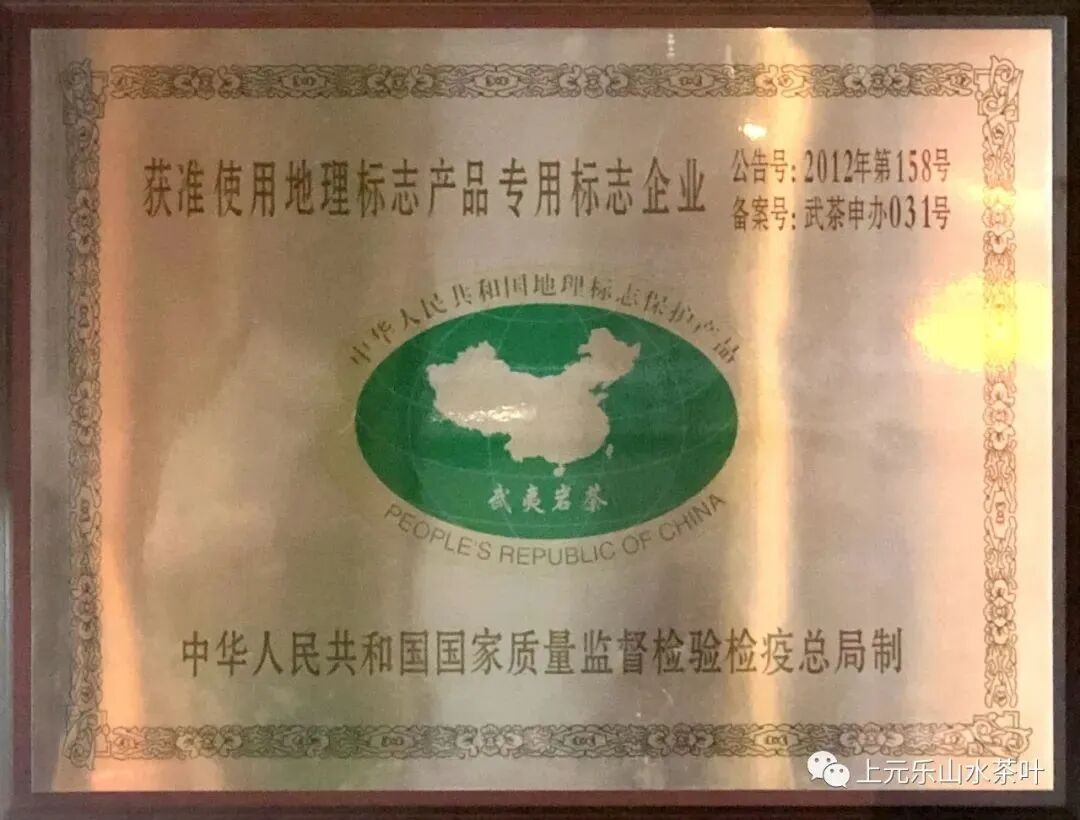 获准使用地理标志产品专用标志企业
公告号:2012年第158号
备案号:武茶申办031号
中华人民共和国地理标志保护产品
武夷岩茶
PEOPLE'S REPUBLIC OF CHINA
中华人民共和国国家质量监督检验检疫总局制
上元乐山水茶叶